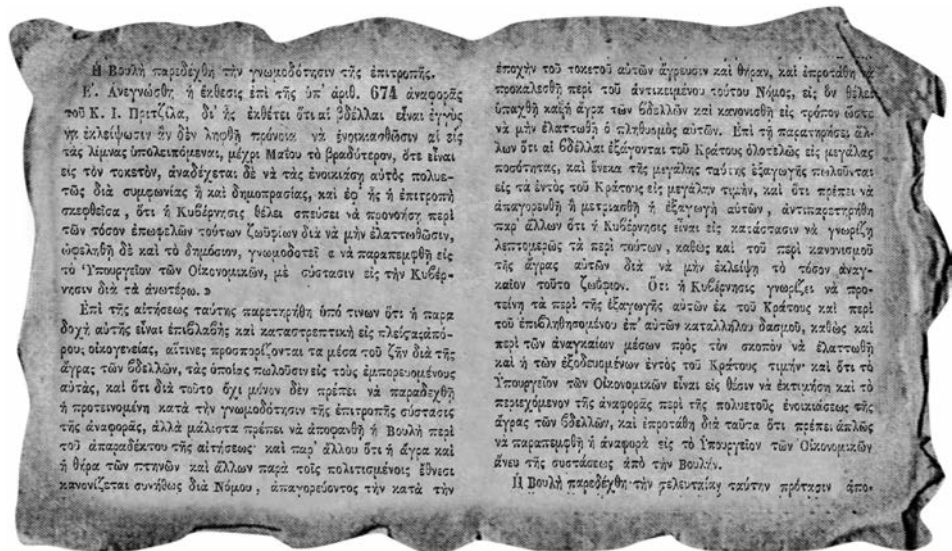 Ἡ Βουλὴ παρεδέχθη τὴν γνωμοδότησιν τῆς ἐπιτροπῆς.
Ε'. Ἀνεγνώσθη ἡ ἔκθεσις ἐπὶ τῆς ὑπ' ἀριθ. 674 ἀναφορᾶς
τοῦ Κ. Ι. Πριτζίλα, δι' ἧς ἐκθέτει ὅτι αἱ βδέλλαι εἶναι ἐγγὺς
νὰ ἐκλείψωσιν ἂν δὲν ληφθῇ πρόνοια νὰ ἐνοικιασθῶσιν αἱ εἰς
τὰς λίμνας ὑπολειπόμεναι, μέχρι Μαΐου τὸ βραδύτερον, ὅτε εἶναι
εἰς τὸν τοκετὸν, ἀναδέχεται δὲ νὰ τὰς ἐνοικιάσῃ αὐτὸς πολυε-
τῶς διὰ συμφωνίας ἢ καὶ δημοπρασίας, καὶ ἐφ' ἧς ἡ ἐπιτροπὴ
σκεφθεῖσα, ὅτι ἡ Κυβέρνησις θέλει σπεύσει νὰ προνοήσῃ περὶ
τῶν τόσον ἐπωφελῶν τούτων ζωϋφίων διὰ νὰ μὴν ἐλαττωθῶσιν,
ὠφεληθῇ δὲ καὶ τὸ δημόσιον, γνωμοδοτεῖ « νὰ παραπεμφθῇ εἰς
τὸ Ὑπουργεῖον τῶν Οἰκονομικῶν, μὲ σύστασιν εἰς τὴν Κυβέρ-
νησιν διὰ τὰ ἀνωτέρω. »
Ἐπὶ τῆς αἰτήσεως ταύτης παρετηρήθη ὑπό τινων ὅτι ἡ παρα
δοχὴ αὐτῆς εἶναι ἐπιβλαβὴς καὶ καταστρεπτικὴ εἰς πλείστας ἀπό-
ρους οἰκογενείας, αἵτινες προσπορίζονται τα μέσα τοῦ ζῆν διὰ τῆς
ἄγρας τῶν βδελλῶν, τὰς ὁποίας πωλοῦσιν εἰς τοὺς ἐμπορευομένους
αὐτὰς, καὶ ὅτι διὰ τοῦτο ὄχι μόνον δὲν πρέπει νὰ παραδεχθῇ
ἡ προτεινομένη κατὰ τὴν γνωμοδότησιν τῆς ἐπιτροπῆς σύστασις
τῆς ἀναφορᾶς, ἀλλὰ μάλιστα πρέπει νὰ ἀποφανθῇ ἡ Βουλὴ περὶ
τοῦ ἀπαραδέκτου τῆς αἰτήσεως· καὶ παρ' ἄλλου ὅτι ἡ ἄγρα καὶ
ἡ θήρα τῶν πτηνῶν καὶ ἄλλων παρὰ τοῖς πολιτισμένοις ἔθνεσι
κανονίζεται συνήθως διὰ Νόμου, ἀπαγορεύοντος τὴν κατὰ τὴν
ἐποχὴν τοῦ τοκετοῦ αὐτῶν ἄγρευσιν καὶ θήραν, καὶ ἐπροτάθη νὰ
προκαλεσθῇ περὶ τοῦ ἀντικειμένου τούτου Νόμος, εἰς ὃν θέλει
ὑπαχθῆ καὶ ἡ ἄγρα τῶν βδελλῶν καὶ κανονισθῆ εἰς τρόπον ὥστε
νὰ μὴν ἐλαττωθῇ ὁ πληθυσμὸς αὐτῶν. Ἐπὶ τῇ παρατηρήσει ἄλ-
λων ὅτι αἱ βδέλλαι ἐξάγονται τοῦ Κράτους ὁλοτελῶς εἰς μεγάλας
ποσότητας, καὶ ἕνεκα τῆς μεγάλης ταύτης ἐξαγωγῆς πωλοῦνται
εἰς τὰ ἐντὸς τοῦ Κράτους εἰς μεγάλην τιμὴν, καὶ ὅτι πρέπει νὰ
ἀπαγορευθῇ ἢ μετριασθῇ ἡ ἐξαγωγὴ αὐτῶν, ἀντιπαρετηρήθη
παρ' ἄλλων ὅτι ἡ Κυβέρνησις εἶναι εἰς κατάστασιν νὰ γνωρίζῃ
λεπτομερῶς τὰ περὶ τούτων, καθὼς καὶ τοῦ περὶ κανονισμοῦ
τῆς ἄγρας αὐτῶν διὰ νὰ μὴν ἐκλείψῃ τὸ τόσον ἀναγ-
καῖον τοῦτο ζωΰφιον. Ὅτι ἡ Κυβέρνησις γνωρίζει νὰ προ-
τείνῃ τὰ περὶ τῆς ἐξαγωγῆς αὐτῶν ἐκ τοῦ Κράτους καὶ περὶ
τοῦ ἐπιβληθησομένου ἐπ' αὐτῶν καταλλήλου δασμοῦ, καθὼς καὶ
περὶ τῶν ἀναγκαίων μέσων πρὸς τὸν σκοπὸν νὰ ἐλαττωθῇ
καὶ ἡ τῶν ἐξοδευομένων ἐντὸς τοῦ Κράτους τιμή· καὶ ὅτι τὸ
Ὑπουργεῖον τῶν Οἰκονομικῶν εἶναι εἰς θέσιν νὰ ἐκτιμήσῃ καὶ τὸ
περιεχόμενον τῆς ἀναφορᾶς περὶ τῆς πολυετοῦς ἐνοικιάσεως τῆς
ἄγρας τῶν βδελλῶν, καὶ ἐπροτάθη διὰ ταῦτα ὅτι πρέπει ἁπλῶς
νὰ παραπεμφθῇ ἡ ἀναφορὰ εἰς τὸ Ὑπουργεῖον τῶν Οἰκονομικῶν
ἄνευ τῆς συστάσεως ἀπὸ τὴν Βουλήν.
Ἡ Βουλὴ παρεδέχθη τὴν τελευταίαν ταύτην πρότασιν ἀπο-